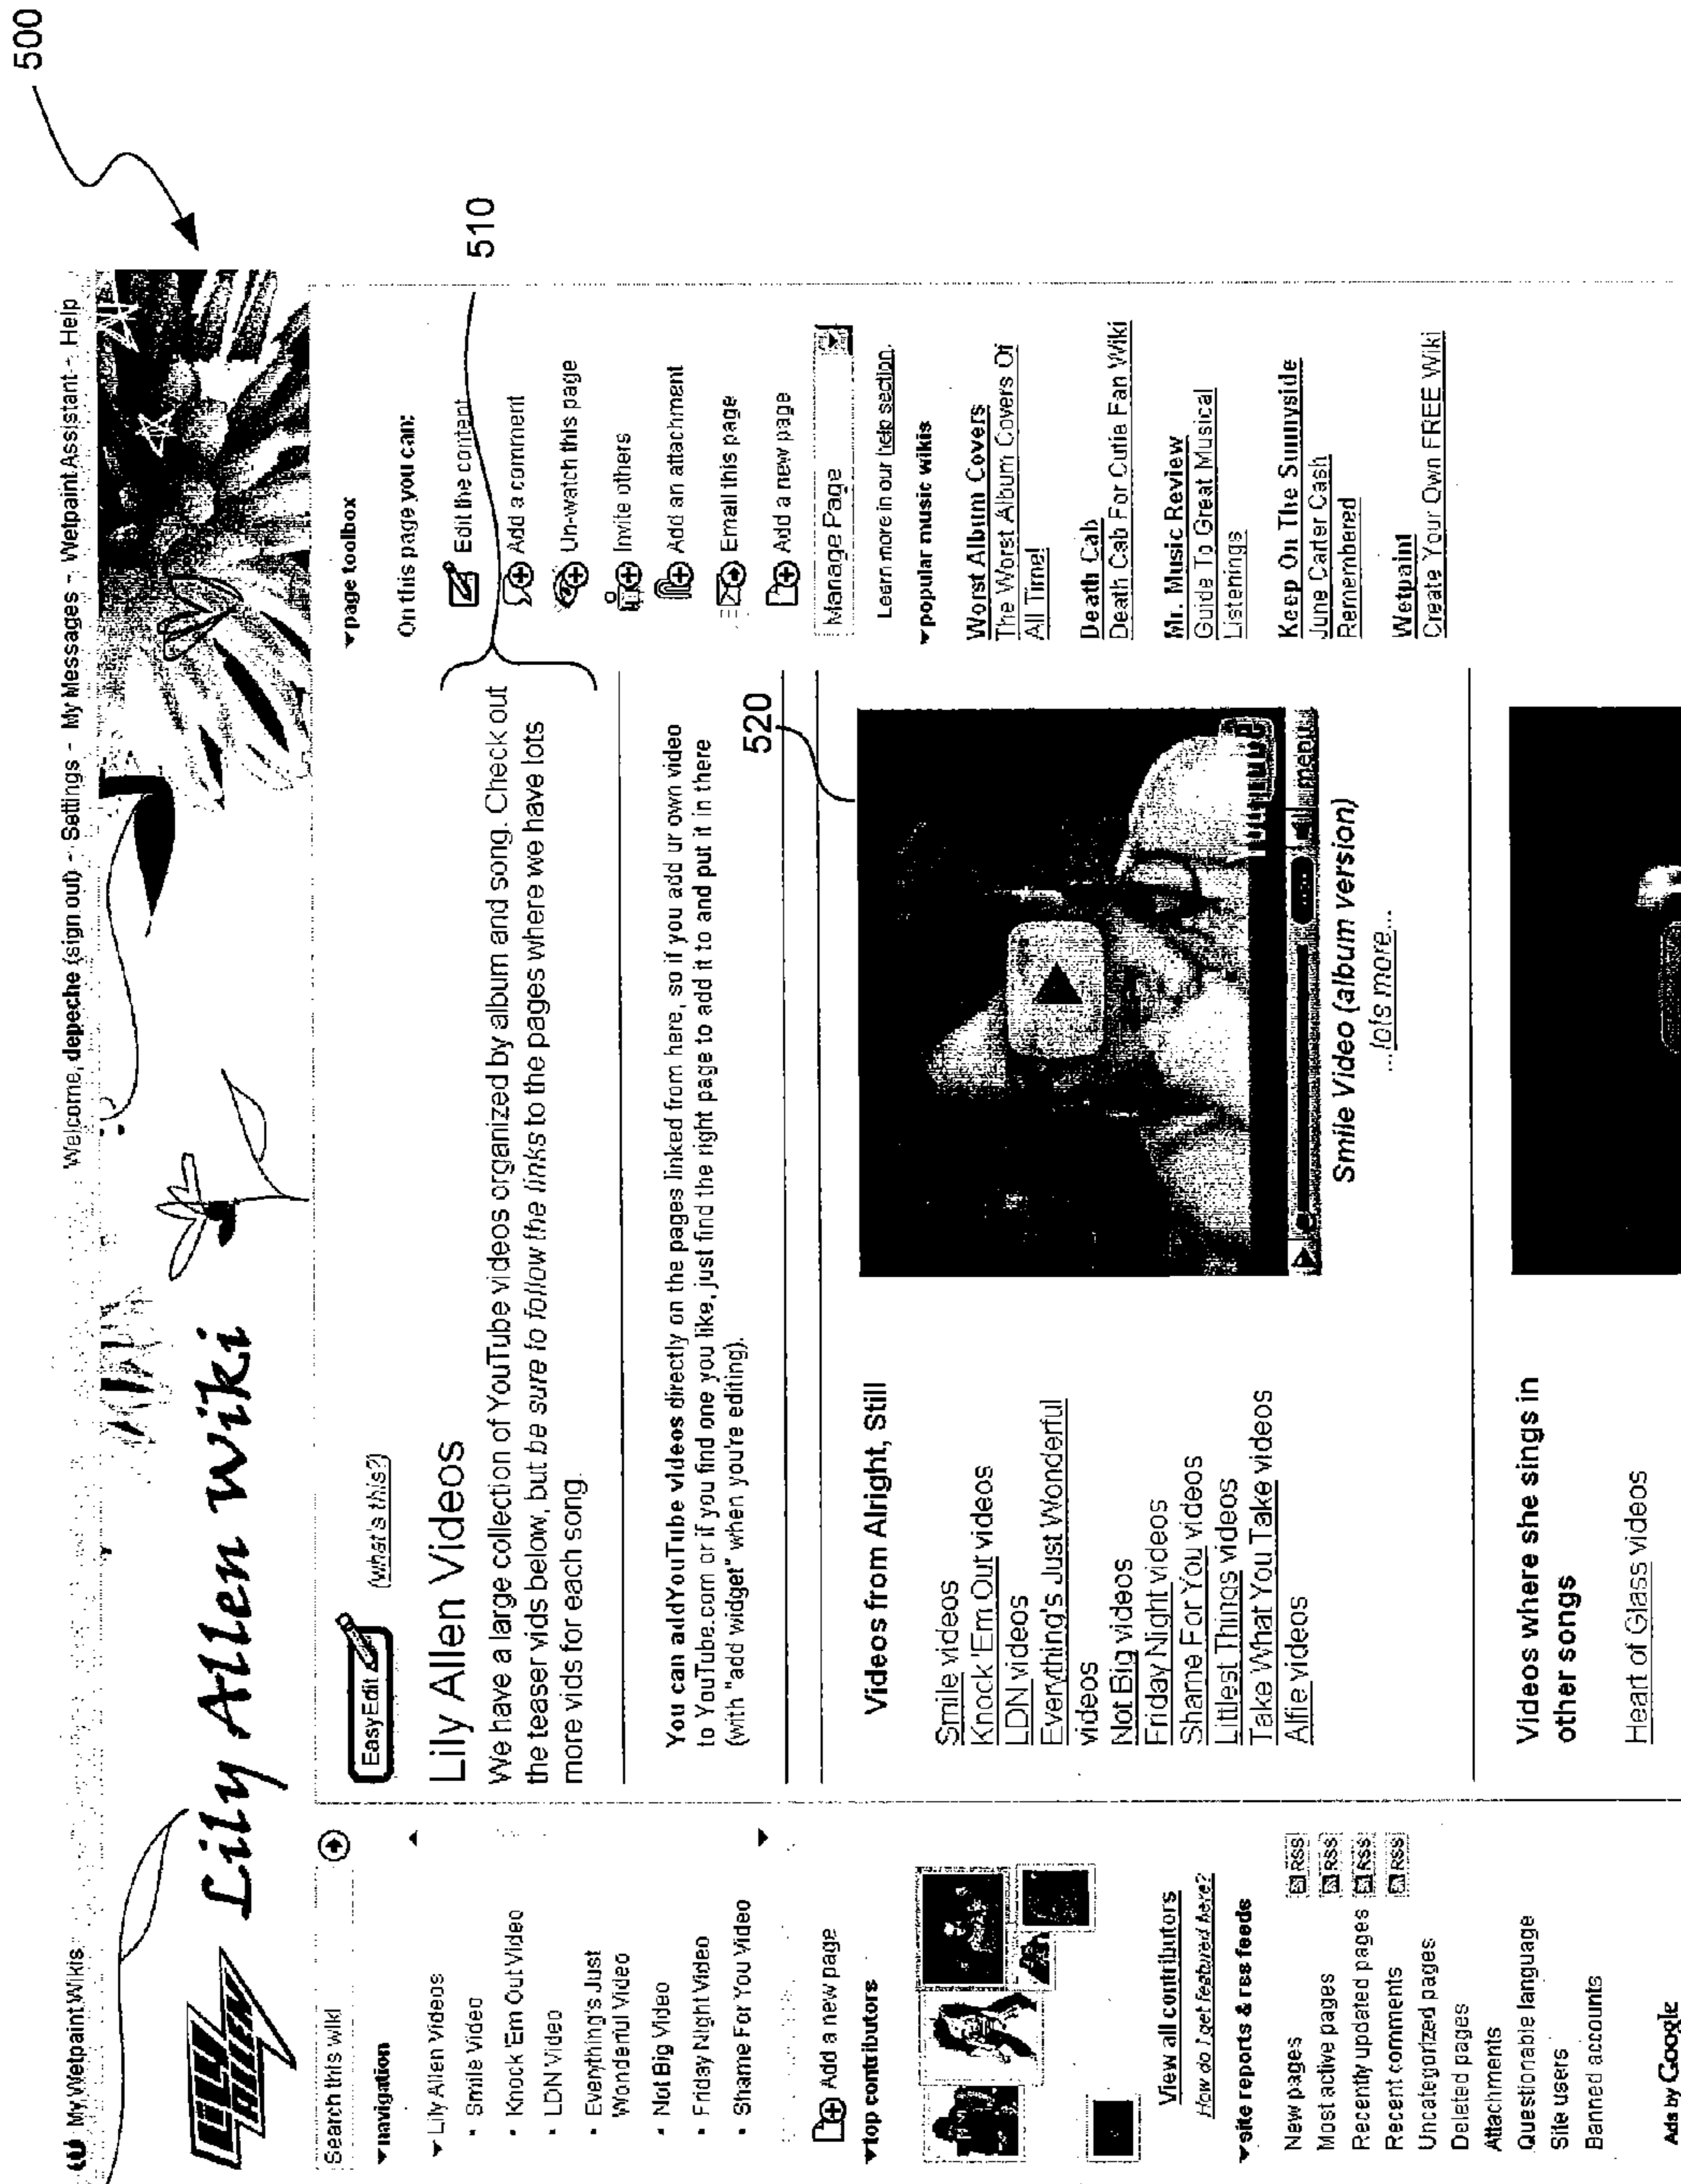 500
My Wetpaint Wikis
Welcome, depeche (sign out) - Settings - My Messages - Wetpaint Assistant - Help
LILY
ALLEN
Lily Allen wiki
Search this wiki
▾navigation
▾ Lily Allen Videos
• Smile Video
• Knock 'Em Out Video
• LDN Video
• Everything's Just
Wonderful Video
• Not Big Video
• Friday Night Video
• Shame For You Video
Add a new page
▾top contributors
View all contributors
How do I get featured here?
▾site reports & rss feeds
New pages RSS
Most active pages RSS
Recently updated pages RSS
Recent comments RSS
Uncategorized pages
Deleted pages
Attachments
Questionable language
Site users
Banned accounts
Ads by Google
EasyEdit
(what's this?)
Lily Allen Videos
We have a large collection of YouTube videos organized by album and song. Check out
the teaser vids below, but be sure to follow the links to the pages where we have lots
more vids for each song.
510
You can add YouTube videos directly on the pages linked from here, so if you add ur own video
to YouTube.com or if you find one you like, just find the right page to add it to and put it in there
(with "add widget" when you're editing).
520
Videos from Alright, Still
Smile videos
Knock 'Em Out videos
LDN videos
Everything's Just Wonderful
videos
Not Big videos
Friday Night videos
Shame For You videos
Littlest Things videos
Take What You Take videos
Alfie videos
YouTube
menu
Smile Video (album version)
...lots more...
Videos where she sings in
other songs
Heart of Glass videos
▾page toolbox
On this page you can:
Edit the content
Add a comment
Un-watch this page
Invite others
Add an attachment
Email this page
Add a new page
Manage Page
Learn more in our help section.
▾popular music wikis
Worst Album Covers
The Worst Album Covers Of
All Time!
Death Cab
Death Cab For Cutie Fan Wiki
Mr. Music Review
Guide To Great Musical
Listenings
Keep On The Sunnyside
June Carter Cash
Remembered
Wetpaint
Create Your Own FREE Wiki